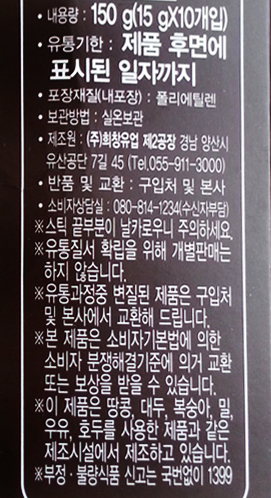 • 내용량 : 150 g(15 gX10개입)
• 유통기한 : 제품 후면에
표시된 일자까지
• 포장재질(내포장) : 폴리에틸렌
• 보관방법 : 실온보관
• 제조원 : (주)희창유업 제2공장 경남 양산시
유산공단 7길 45 (Tel.055-911-3000)
• 반품 및 교환 : 구입처 및 본사
• 소비자상담실 : 080-814-1234(수신자부담)
※스틱 끝부분이 날카로우니 주의하세요.
※유통질서 확립을 위해 개별판매는
하지 않습니다.
※유통과정중 변질된 제품은 구입처
및 본사에서 교환해 드립니다.
※본 제품은 소비자기본법에 의한
소비자 분쟁해결기준에 의거 교환
또는 보상을 받을 수 있습니다.
※이 제품은 땅콩, 대두, 복숭아, 밀,
우유, 호두를 사용한 제품과 같은
제조시설에서 제조하고 있습니다.
※부정·불량식품 신고는 국번없이 1399